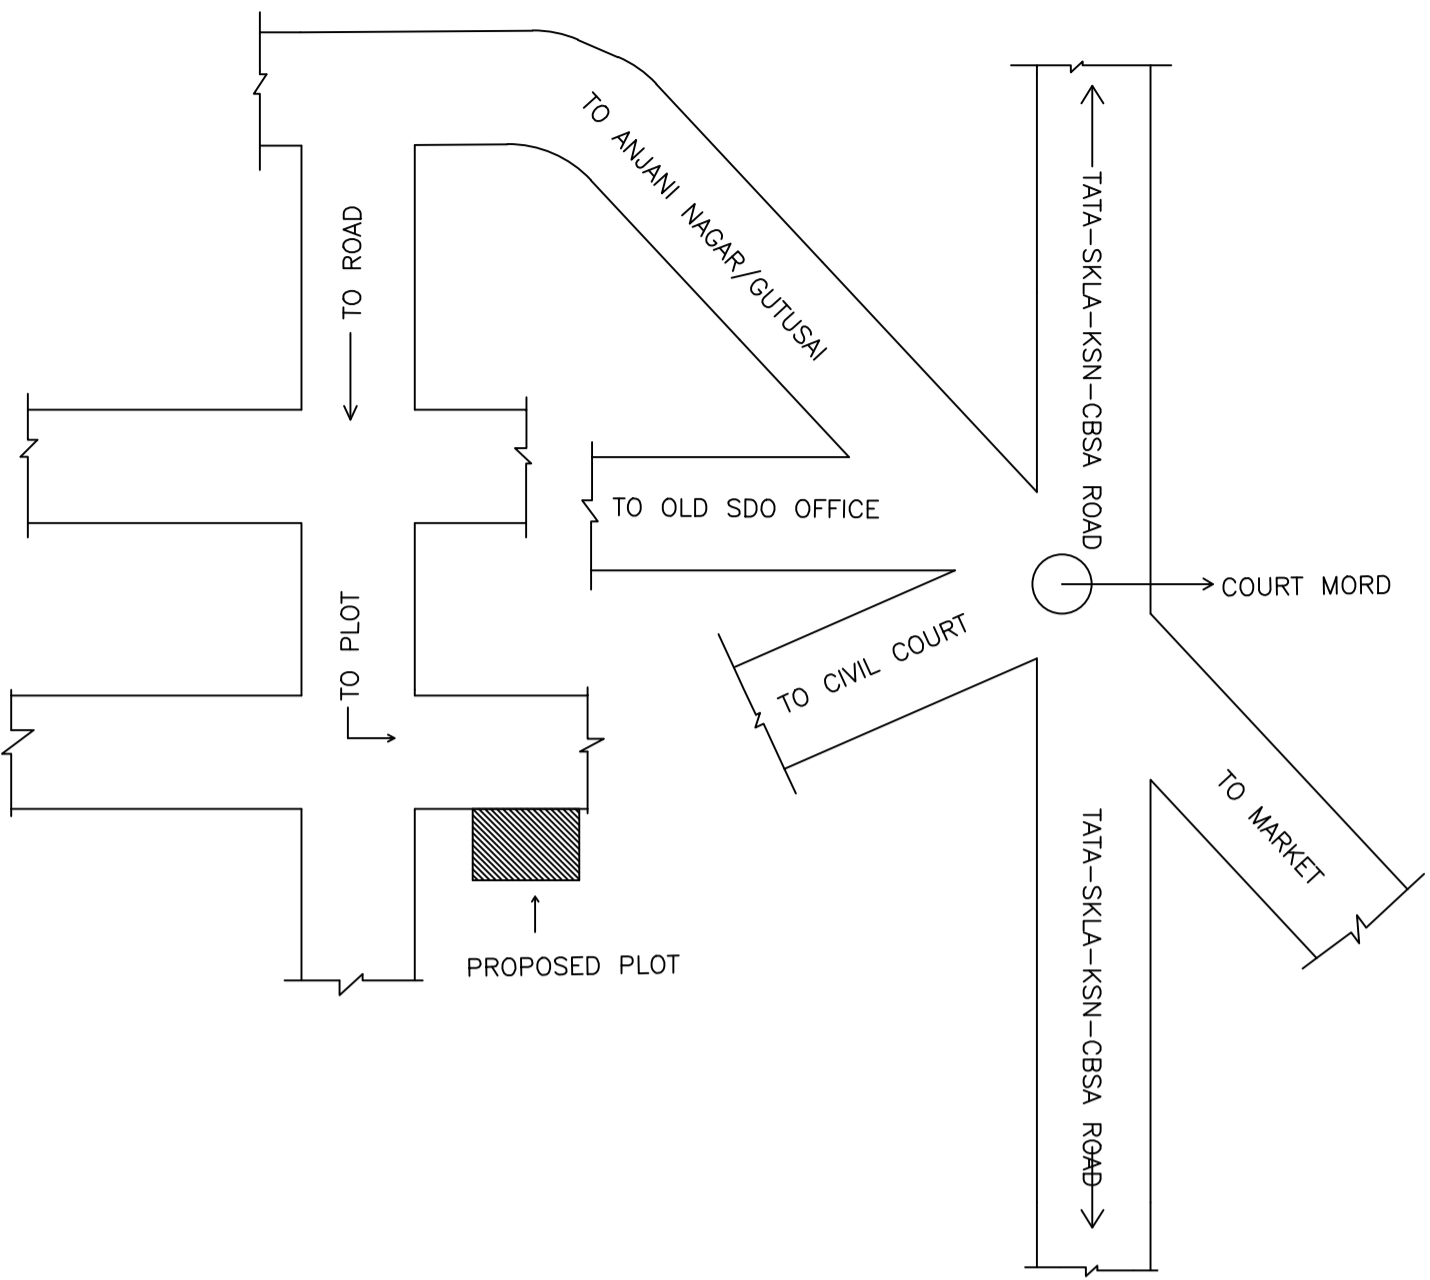 TO ANJANI NAGAR/GUTUSAI
TATA-SKLA-KSN-CBSA ROAD
TO ROAD
TO OLD SDO OFFICE
COURT MORD
TO PLOT
TO CIVIL COURT
TO MARKET
TATA-SKLA-KSN-CBSA ROAD
PROPOSED PLOT